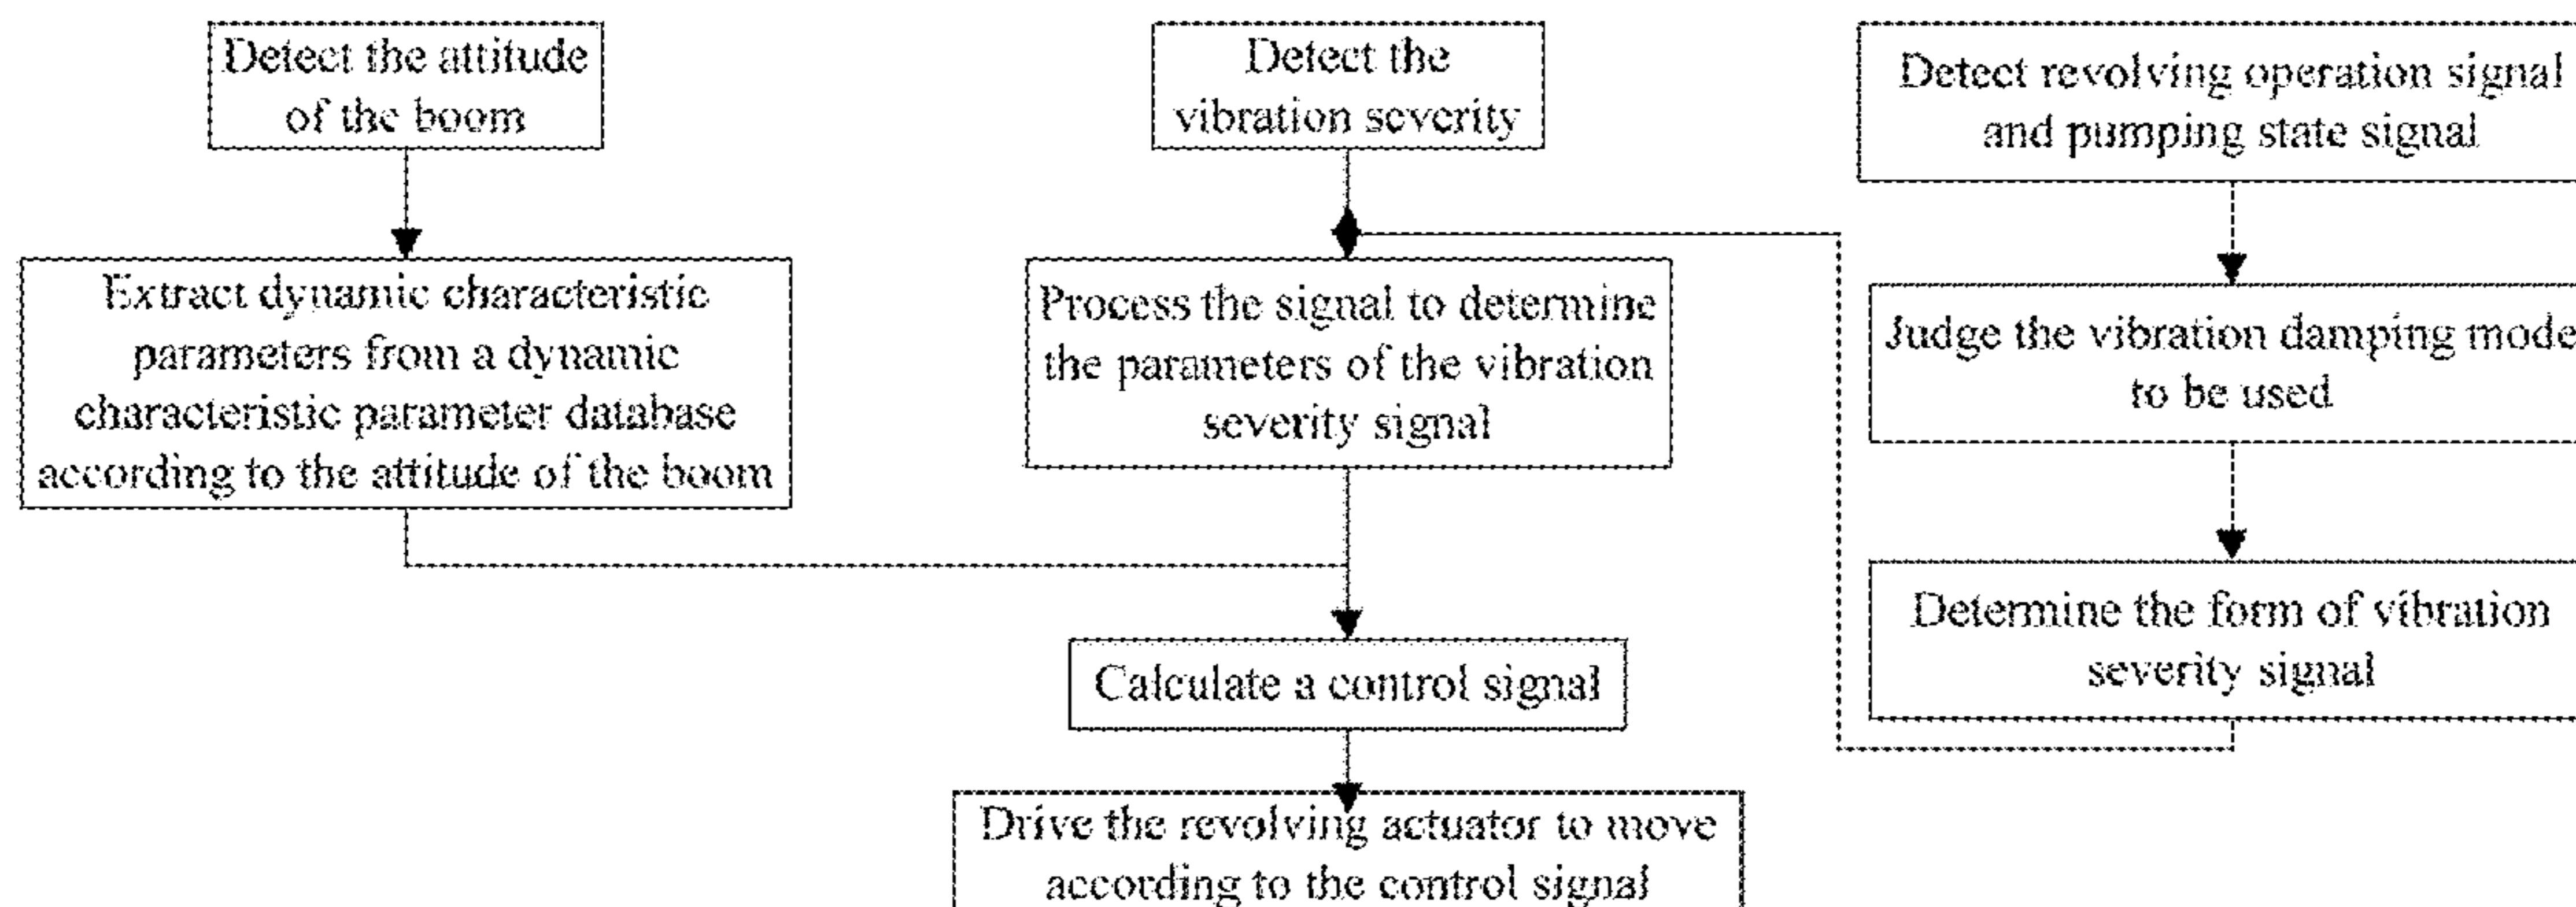 Detect the attitude
of the boom
Detect the
vibration severity
Detect revolving operation signal
and pumping state signal
Extract dynamic characteristic
parameters from a dynamic
characteristic parameter database
according to the attitude of the boom
Process the signal to determine
the parameters of the vibration
severity signal
Judge the vibration damping mode
to be used
Determine the form of vibration
severity signal
Calculate a control signal
Drive the revolving actuator to move
according to the control signal